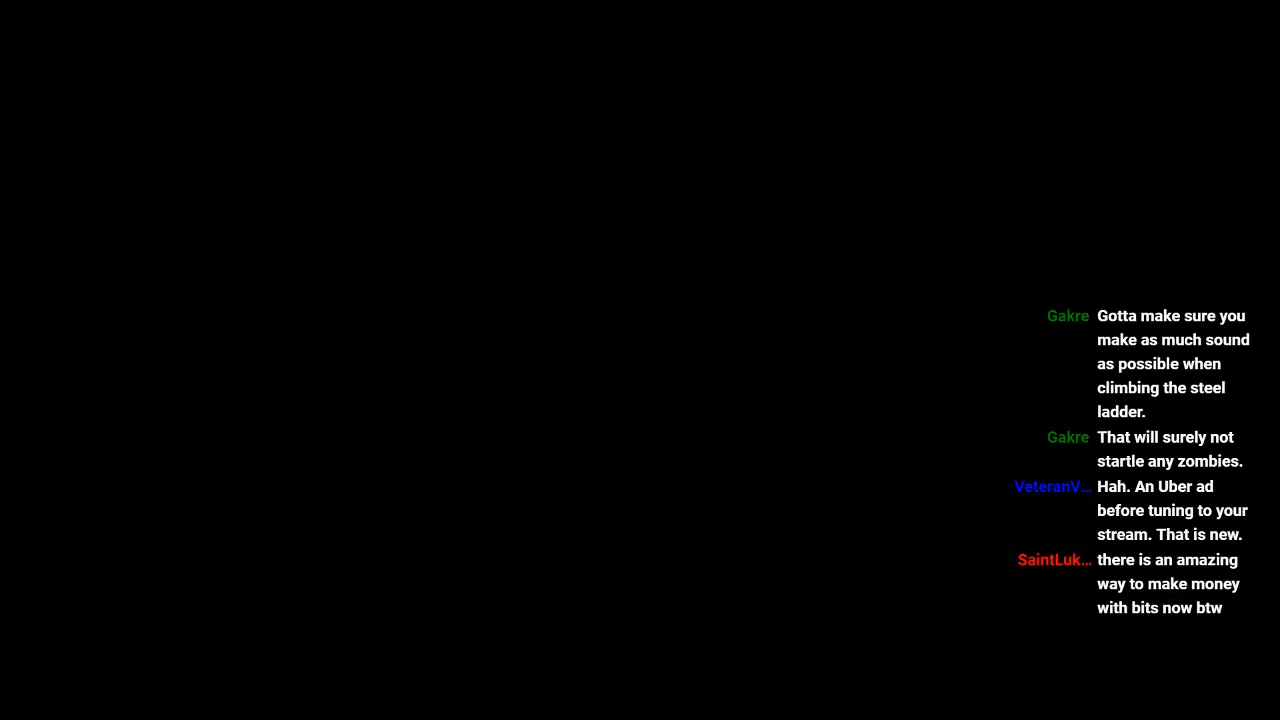 Gakre Gotta make sure you
make as much sound
as possible when
climbing the steel
ladder.
Gakre That will surely not
startle any zombies.
VeteranV... Hah. An Uber ad
before tuning to your
stream. That is new.
SaintLuk... there is an amazing
way to make money
with bits now btw